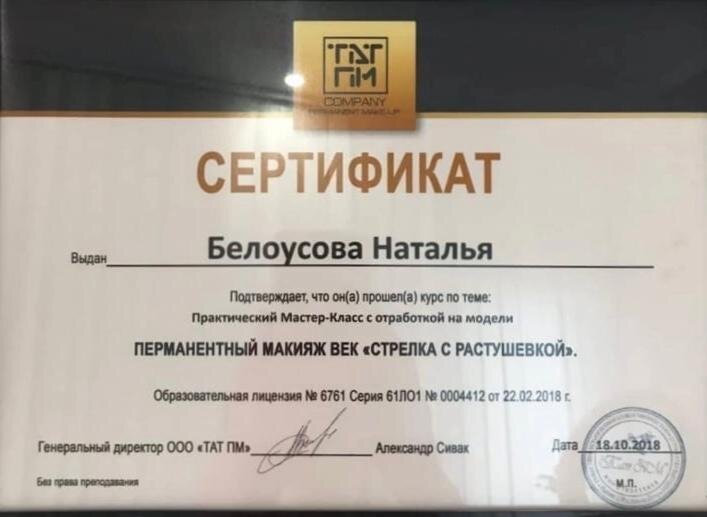 ТАТ
ПМ
COMPANY
PERMANENT MAKE-UP
СЕРТИФИКАТ
Выдан Белоусова Наталья
Подтверждает, что он(а) прошел(а) курс по теме:
Практический Мастер-Класс с отработкой на модели
ПЕРМАНЕНТНЫЙ МАКИЯЖ ВЕК «СТРЕЛКА С РАСТУШЕВКОЙ».
Образовательная лицензия № 6761 Серия 61ЛО1 № 0004412 от 22.02.2018 г.
Генеральный директор ООО «ТАТ ПМ» Александр Сивак Дата 18.10.2018
Без права преподавания М.П.